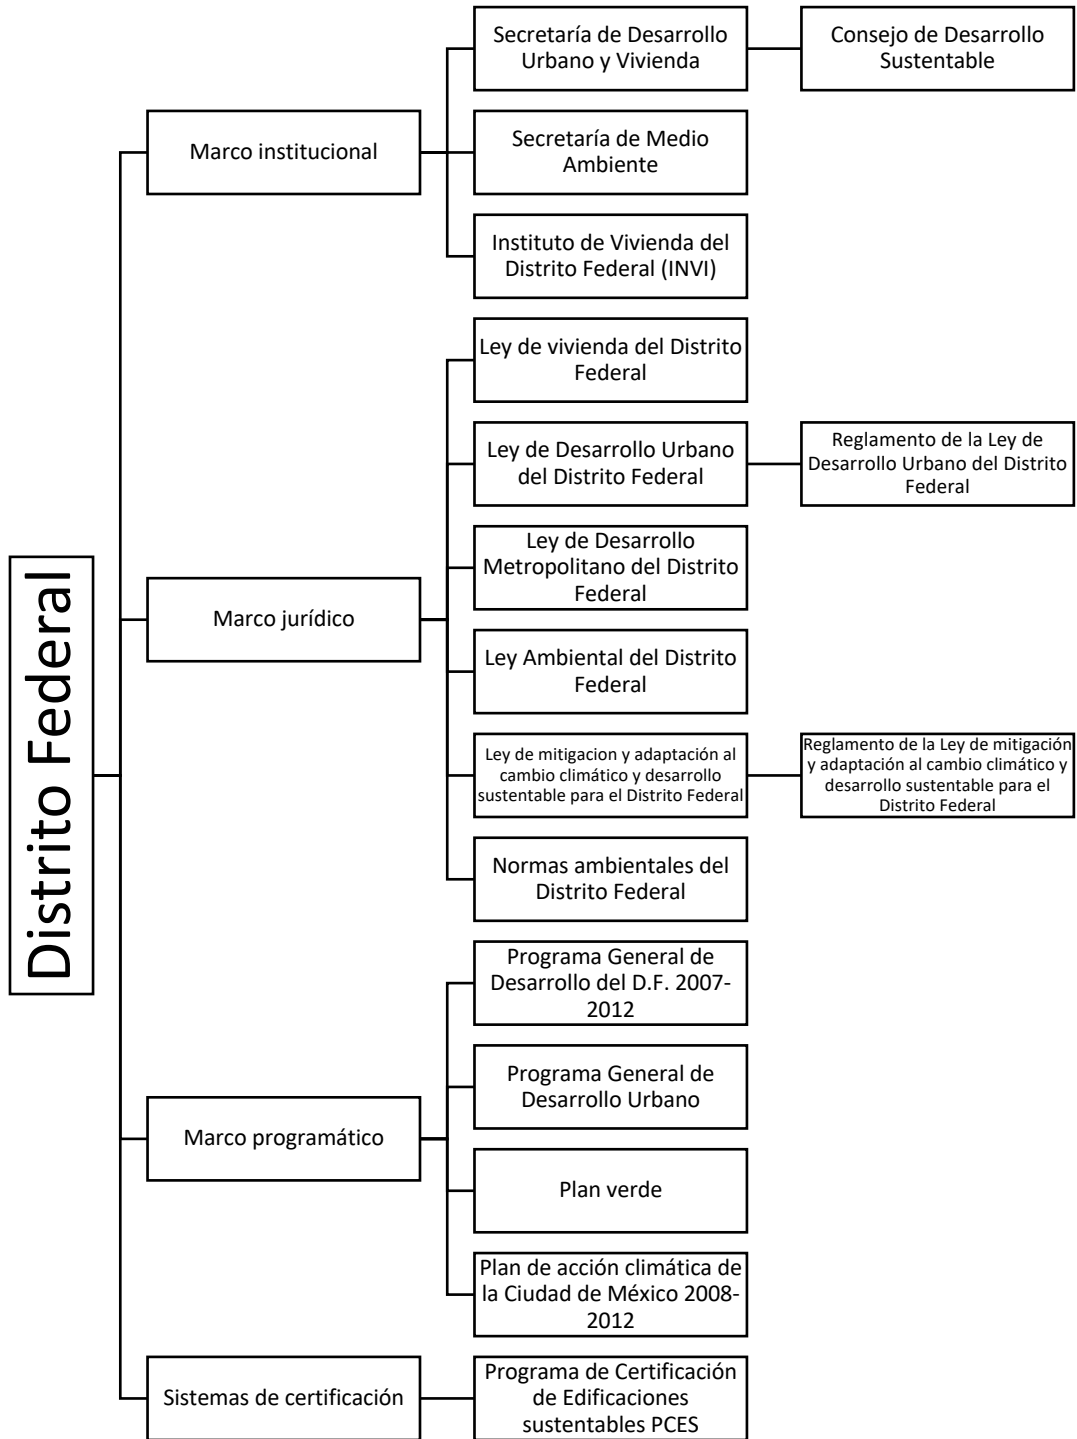 Distrito Federal
Marco institucional
Secretaría de Desarrollo
Urbano y Vivienda
Consejo de Desarrollo
Sustentable
Secretaría de Medio
Ambiente
Instituto de Vivienda del
Distrito Federal (INVI)
Marco jurídico
Ley de vivienda del Distrito
Federal
Ley de Desarrollo Urbano
del Distrito Federal
Reglamento de la Ley de
Desarrollo Urbano del Distrito
Federal
Ley de Desarrollo
Metropolitano del Distrito
Federal
Ley Ambiental del Distrito
Federal
Ley de mitigacion y adaptación al
cambio climático y desarrollo
sustentable para el Distrito Federal
Reglamento de la Ley de mitigación
y adaptación al cambio climático y
desarrollo sustentable para el
Distrito Federal
Normas ambientales del
Distrito Federal
Marco programático
Programa General de
Desarrollo del D.F. 2007-
2012
Programa General de
Desarrollo Urbano
Plan verde
Plan de acción climática de
la Ciudad de México 2008-
2012
Sistemas de certificación
Programa de Certificación
de Edificaciones
sustentables PCES